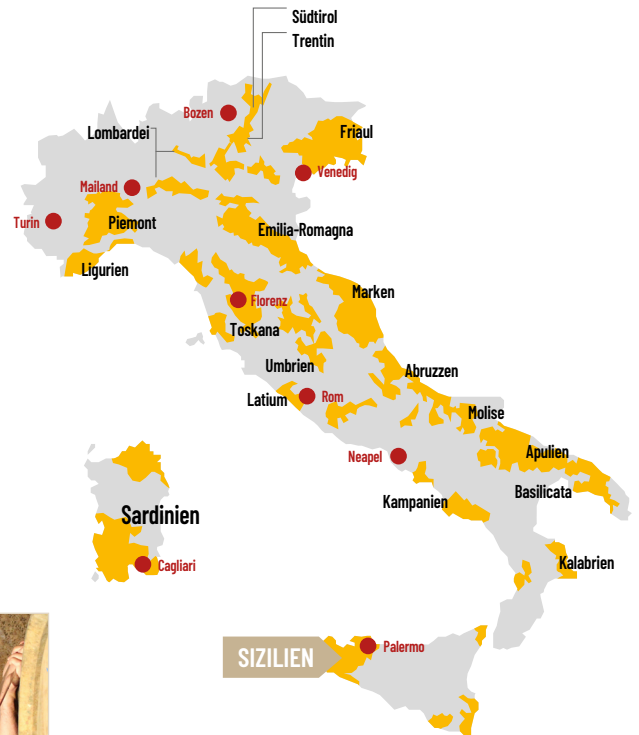 Südtirol
Trentin
Bozen
Lombardei
Friaul
Venedig
Mailand
Turin
Piemont
Emilia-Romagna
Ligurien
Marken
Florenz
Toskana
Umbrien
Abruzzen
Latium
Rom
Molise
Neapel
Apulien
Basilicata
Kampanien
Sardinien
Kalabrien
Cagliari
SIZILIEN
Palermo